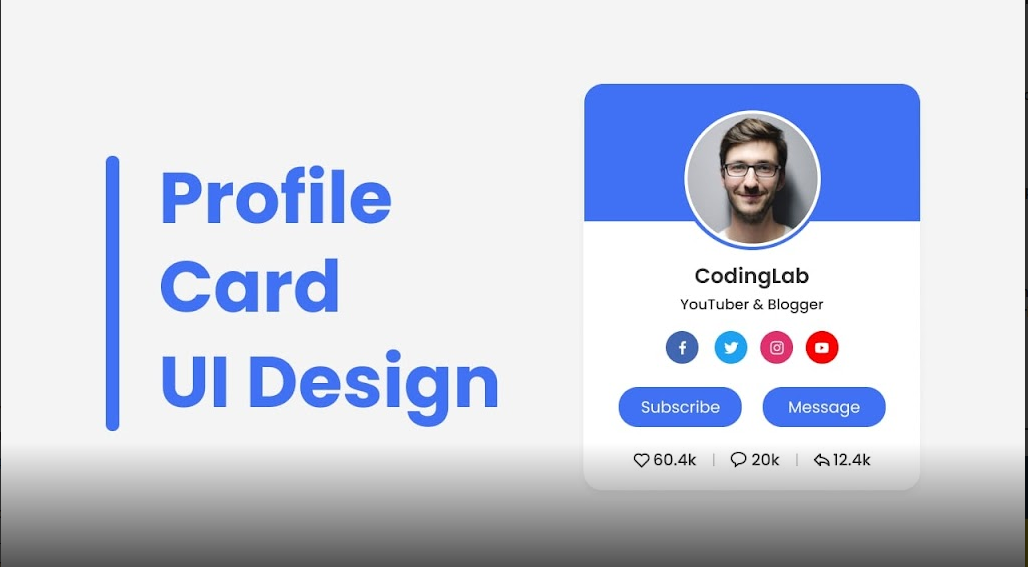 Profile
Card
UI Design
CodingLab
YouTuber & Blogger
Subscribe
Message
60.4k | 20k | 12.4k